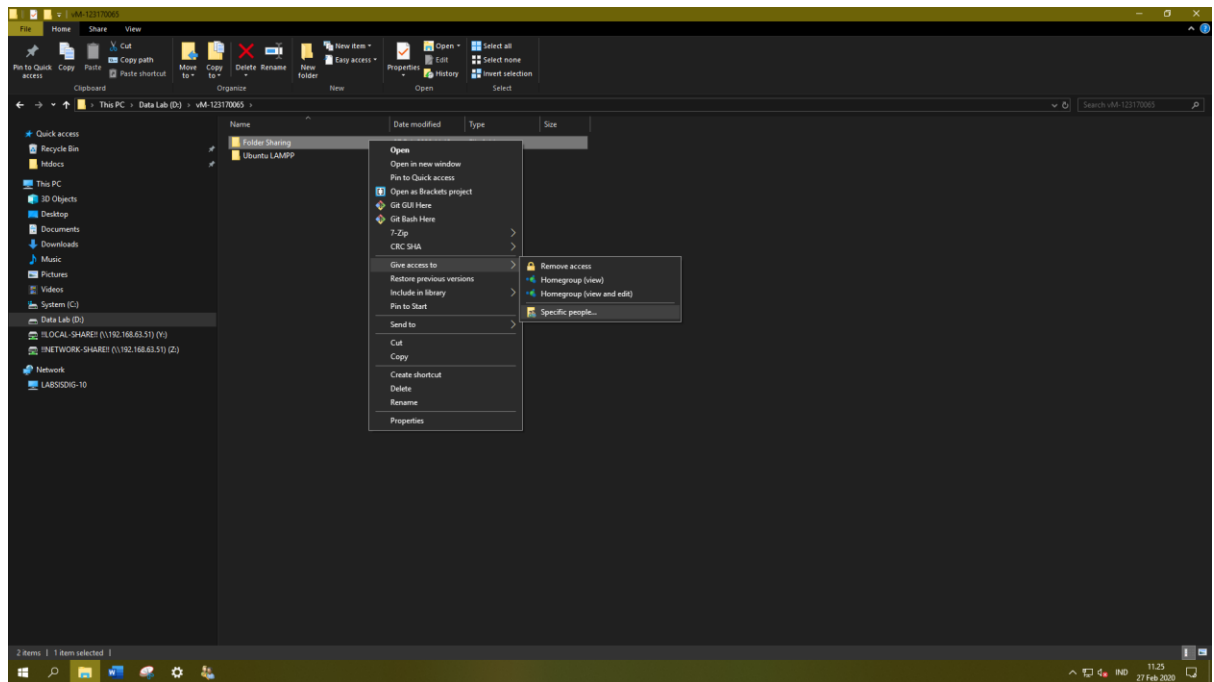 vM-123170065
File Home Share View
Pin to Quick access
Copy
Paste
Cut
Copy path
Paste shortcut
Clipboard
Move to
Copy to
Delete
Rename
Organize
New folder
New item
Easy access
New
Properties
Open
Edit
History
Open
Select all
Select none
Invert selection
Select
This PC > Data Lab (D:) > vM-123170065 >
Search vM-123170065
Name Date modified Type Size
Folder Sharing
Ubuntu LAMPP
Quick access
Recycle Bin
htdocs
This PC
3D Objects
Desktop
Documents
Downloads
Music
Pictures
Videos
System (C:)
Data Lab (D:)
!!LOCAL-SHARE!! (\\192.168.63.51) (Y:)
!!NETWORK-SHARE!! (\\192.168.63.51) (Z:)
Network
LABSISDIG-10
Open
Open in new window
Pin to Quick access
Open as Brackets project
Git GUI Here
Git Bash Here
7-Zip
CRC SHA
Give access to
Restore previous versions
Include in library
Pin to Start
Send to
Cut
Copy
Create shortcut
Delete
Rename
Properties
Remove access
Homegroup (view)
Homegroup (view and edit)
Specific people...
2 items | 1 item selected |
IND
11.25
27 Feb 2020